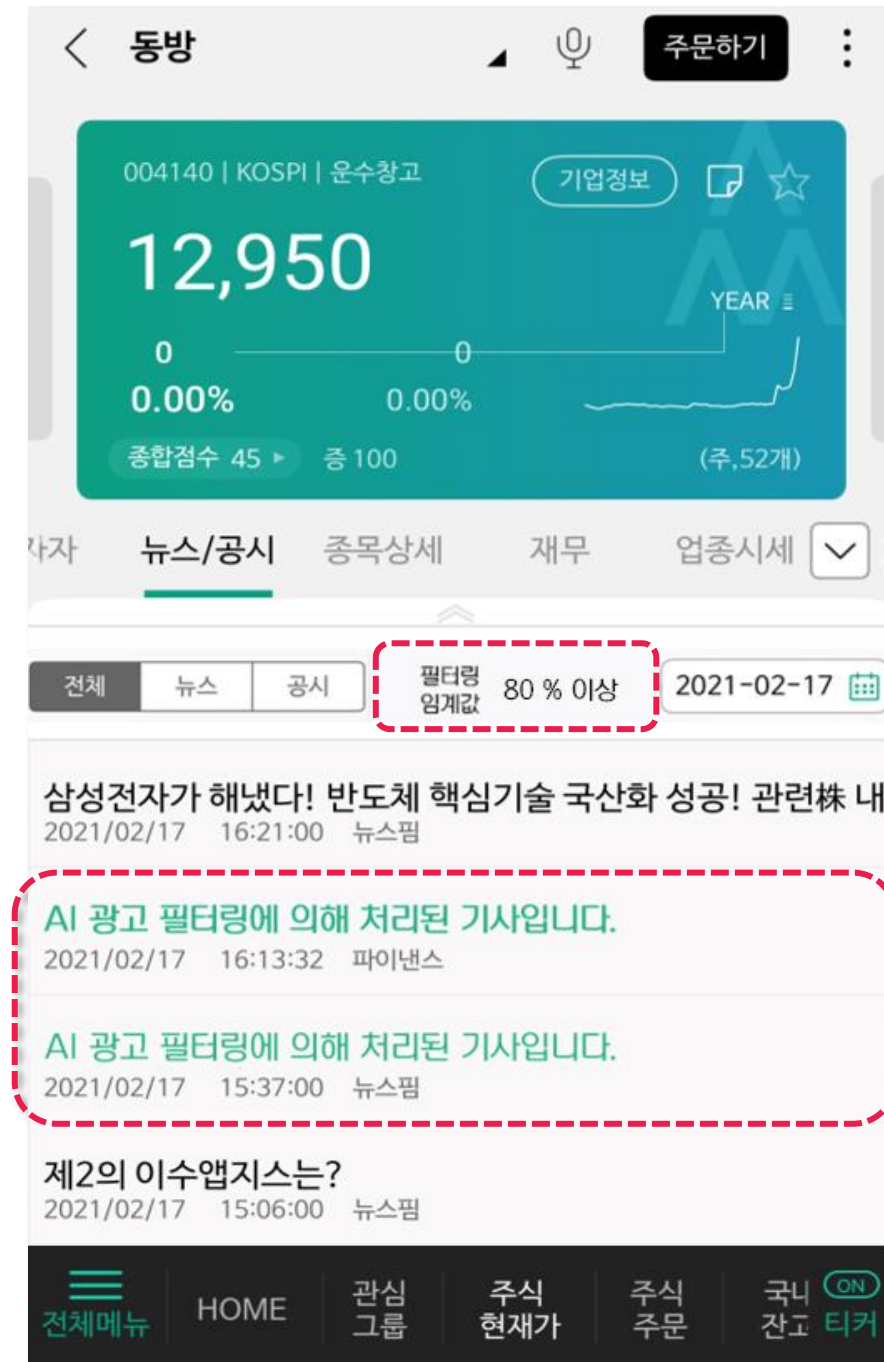 동방
주문하기
004140 | KOSPI | 운수창고
기업정보
12,950
YEAR
0 0
0.00% 0.00%
종합점수 45 증 100 (주,52개)
자자 뉴스/공시 종목상세 재무 업종시세
전체 뉴스 공시 필터링 임계값 80 % 이상 2021-02-17
삼성전자가 해냈다! 반도체 핵심기술 국산화 성공! 관련株 내
2021/02/17 16:21:00 뉴스핌
AI 광고 필터링에 의해 처리된 기사입니다.
2021/02/17 16:13:32 파이낸스
AI 광고 필터링에 의해 처리된 기사입니다.
2021/02/17 15:37:00 뉴스핌
제2의 이수앱지스는?
2021/02/17 15:06:00 뉴스핌
전체메뉴
HOME
관심
그룹
주식
현재가
주식
주문
국내
잔고
ON
티커